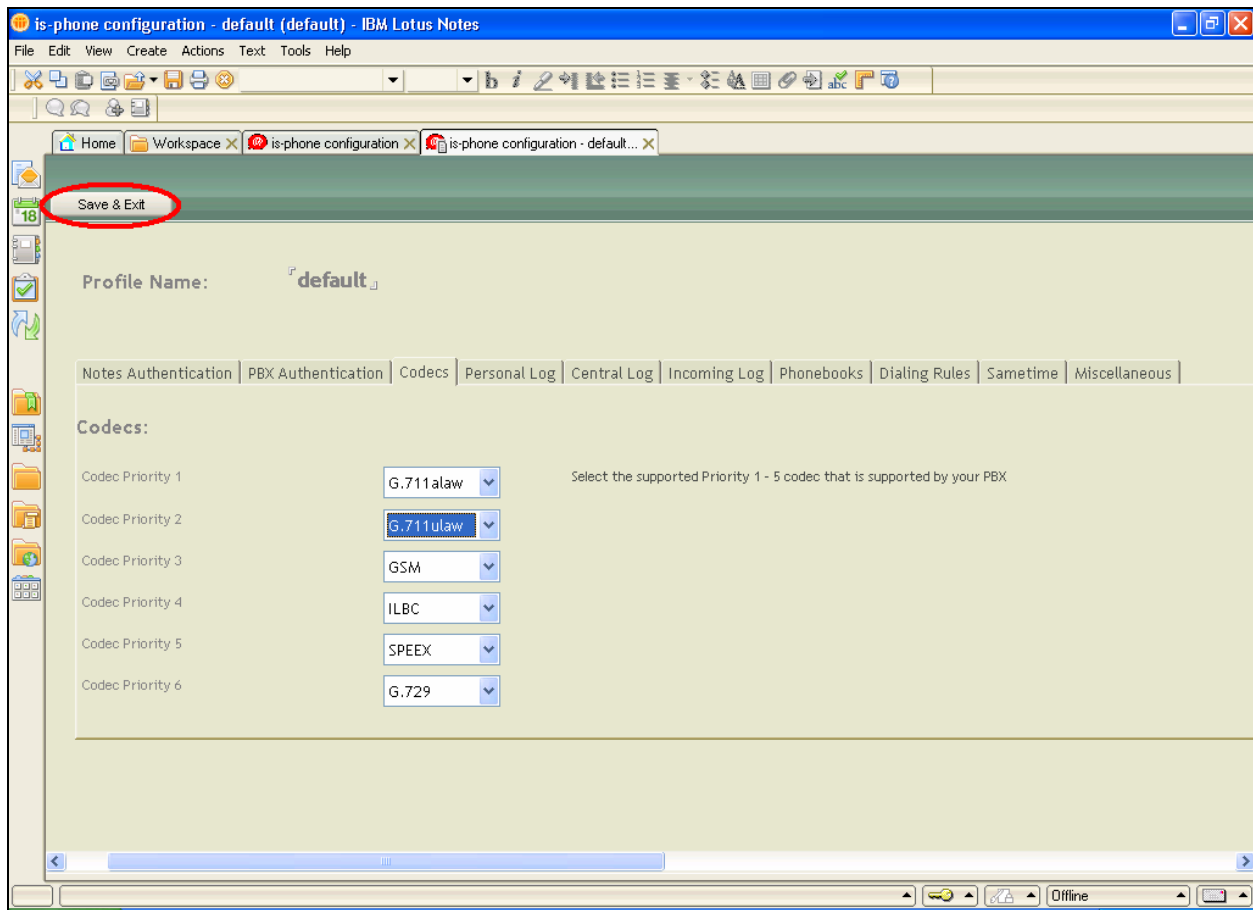 is-phone configuration - default (default) - IBM Lotus Notes
File Edit View Create Actions Text Tools Help
Home Workspace is-phone configuration is-phone configuration - default...
Save & Exit
18
Profile Name: default
Notes Authentication PBX Authentication Codecs Personal Log Central Log Incoming Log Phonebooks Dialing Rules Sametime Miscellaneous
Codecs:
Codec Priority 1 G.711alaw Select the supported Priority 1 - 5 codec that is supported by your PBX
Codec Priority 2 G.711ulaw
Codec Priority 3 GSM
Codec Priority 4 ILBC
Codec Priority 5 SPEEX
Codec Priority 6 G.729
Offline